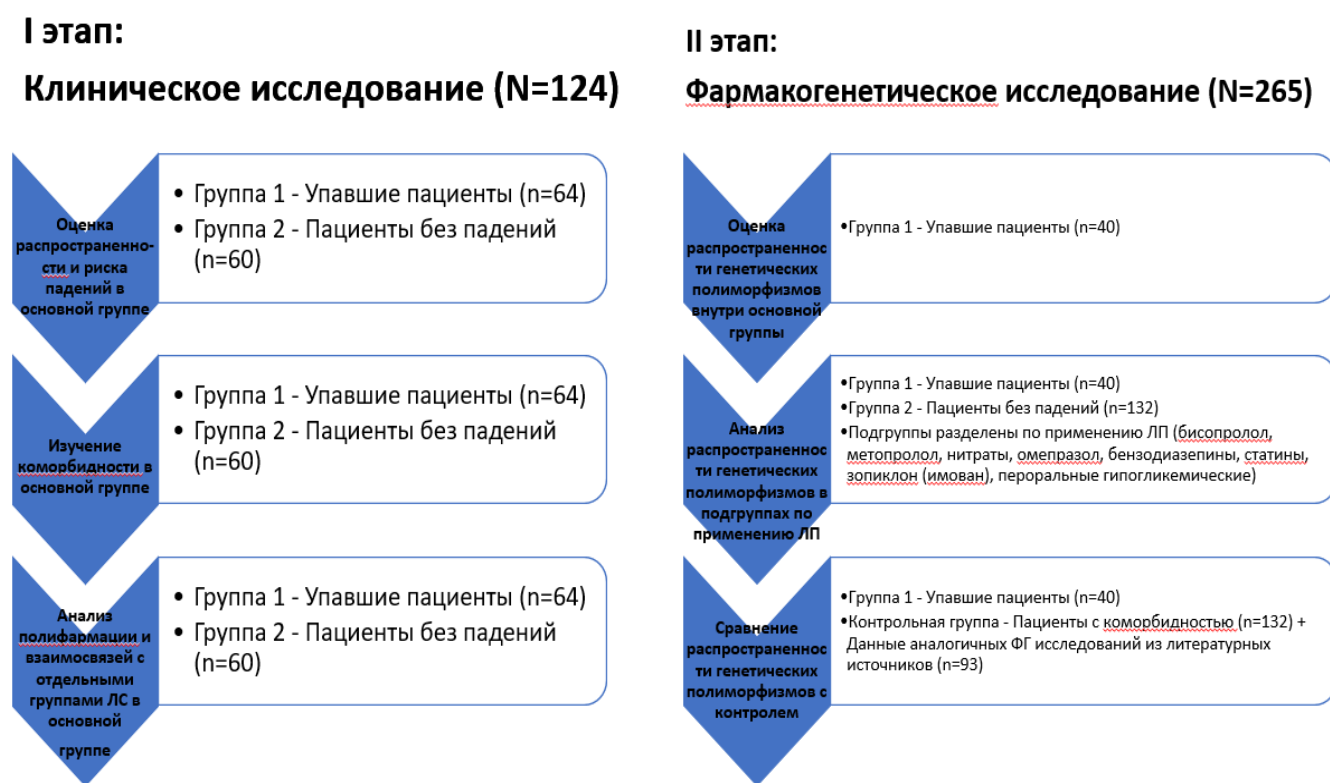 I этап:
Клиническое исследование (N=124)
Оценка
распространенно-
сти и риска
падений в
основной группе
• Группа 1 - Упавшие пациенты (n=64)
• Группа 2 - Пациенты без падений
(n=60)
Изучение
коморбидности в
основной группе
• Группа 1 - Упавшие пациенты (n=64)
• Группа 2 - Пациенты без падений
(n=60)
Анализ
полифармации и
взаимосвязей с
отдельными
группами ЛС в
основной
группе
• Группа 1 - Упавшие пациенты (n=64)
• Группа 2 - Пациенты без падений
(n=60)
II этап:
Фармакогенетическое исследование (N=265)
Оценка
распространеннос
ти генетических
полиморфизмов
внутри основной
группы
•Группа 1 - Упавшие пациенты (n=40)
Анализ
распространеннос
ти генетических
полиморфизмов в
подгруппах по
применению ЛП
•Группа 1 - Упавшие пациенты (n=40)
•Группа 2 - Пациенты без падений (n=132)
•Подгруппы разделены по применению ЛП (бисопролол,
метопролол, нитраты, омепразол, бензодиазепины, статины,
зопиклон (имован), пероральные гипогликемические)
Сравнение
распространеннос
ти генетических
полиморфизмов с
контролем
•Группа 1 - Упавшие пациенты (n=40)
•Контрольная группа - Пациенты с коморбидностью (n=132) +
Данные аналогичных ФГ исследований из литературных
источников (n=93)